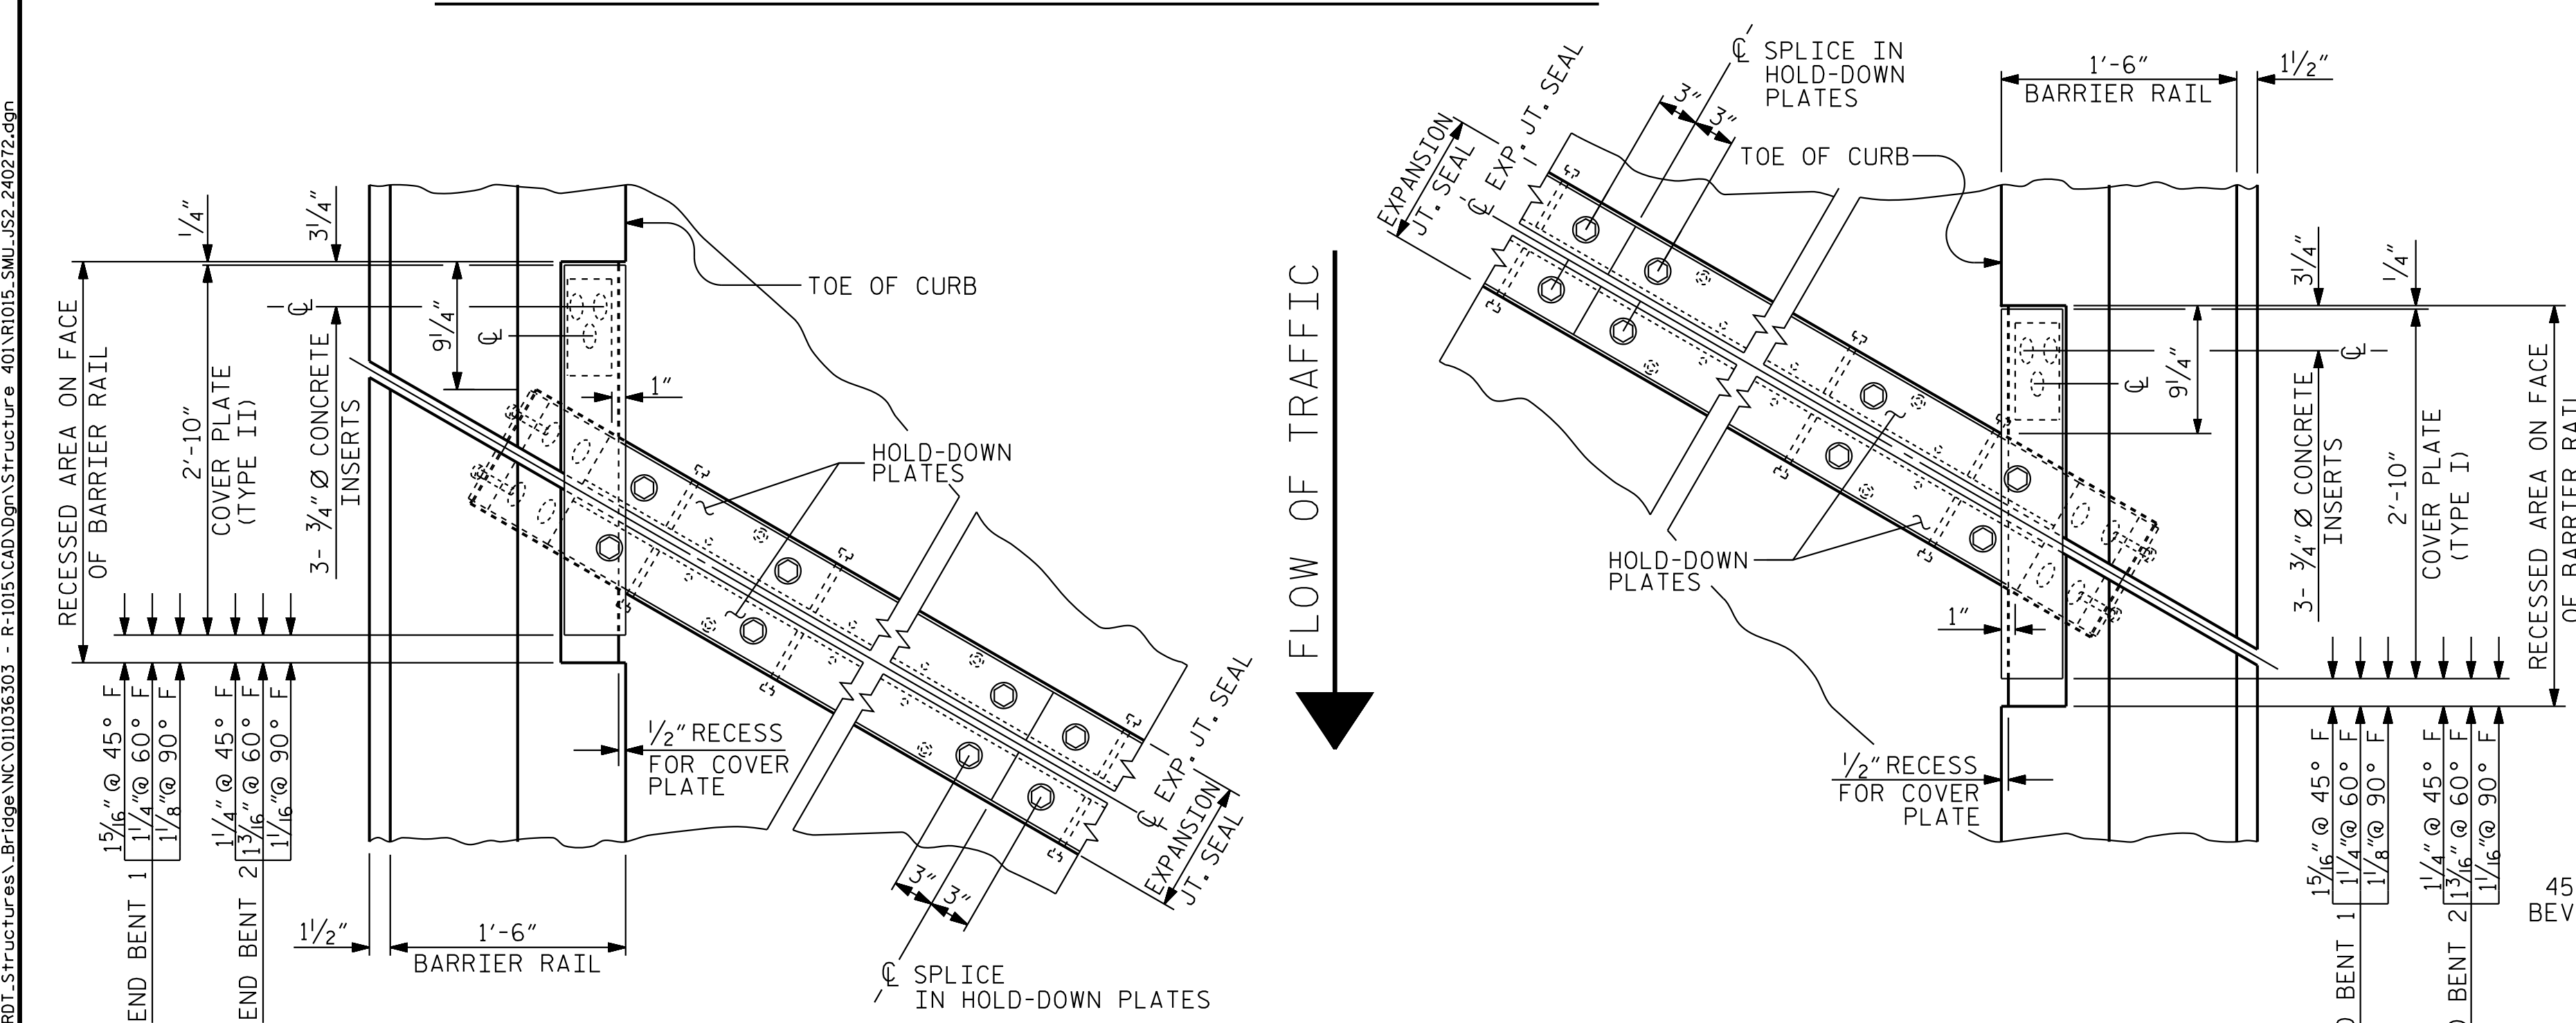 RDT_Structures\_Bridge\NC\011036303 - R-1015\CAD\Dgn\Structure 401\R1015_SMU_JS2_240272.dgn
1/4"
3 1/4"
RECESSED AREA ON FACE
OF BARRIER RAIL
2'-10"
COVER PLATE
(TYPE II)
℄
3- 3/4" Ø CONCRETE
INSERTS
9 1/4"
℄
1"
TOE OF CURB
HOLD-DOWN
PLATES
1/2" RECESS
FOR COVER
PLATE
1 5/16" @ 45° F
1 1/4" @ 60° F
1 1/8" @ 90° F
END BENT 1
1 1/4" @ 45° F
1 3/16" @ 60° F
1 1/16" @ 90° F
END BENT 2
1 1/2"
1'-6"
BARRIER RAIL
3"
3"
℄ SPLICE
IN HOLD-DOWN PLATES
℄ EXP. JT. SEAL
EXPANSION
JT. SEAL
FLOW OF TRAFFIC
EXPANSION
JT. SEAL
℄ EXP. JT. SEAL
3"
3"
℄ SPLICE IN
HOLD-DOWN
PLATES
TOE OF CURB
1'-6"
BARRIER RAIL
1 1/2"
3 1/4"
1/4"
℄
℄
9 1/4"
3- 3/4" Ø CONCRETE
INSERTS
2'-10"
COVER PLATE
(TYPE I)
RECESSED AREA ON FACE
OF BARRIER RAIL
HOLD-DOWN
PLATES
1"
1/2" RECESS
FOR COVER
PLATE
1 5/16" @ 45° F
1 1/4" @ 60° F
1 1/8" @ 90° F
BENT 1
1 1/4" @ 45° F
1 3/16" @ 60° F
1 1/16" @ 90° F
BENT 2
45
BEV